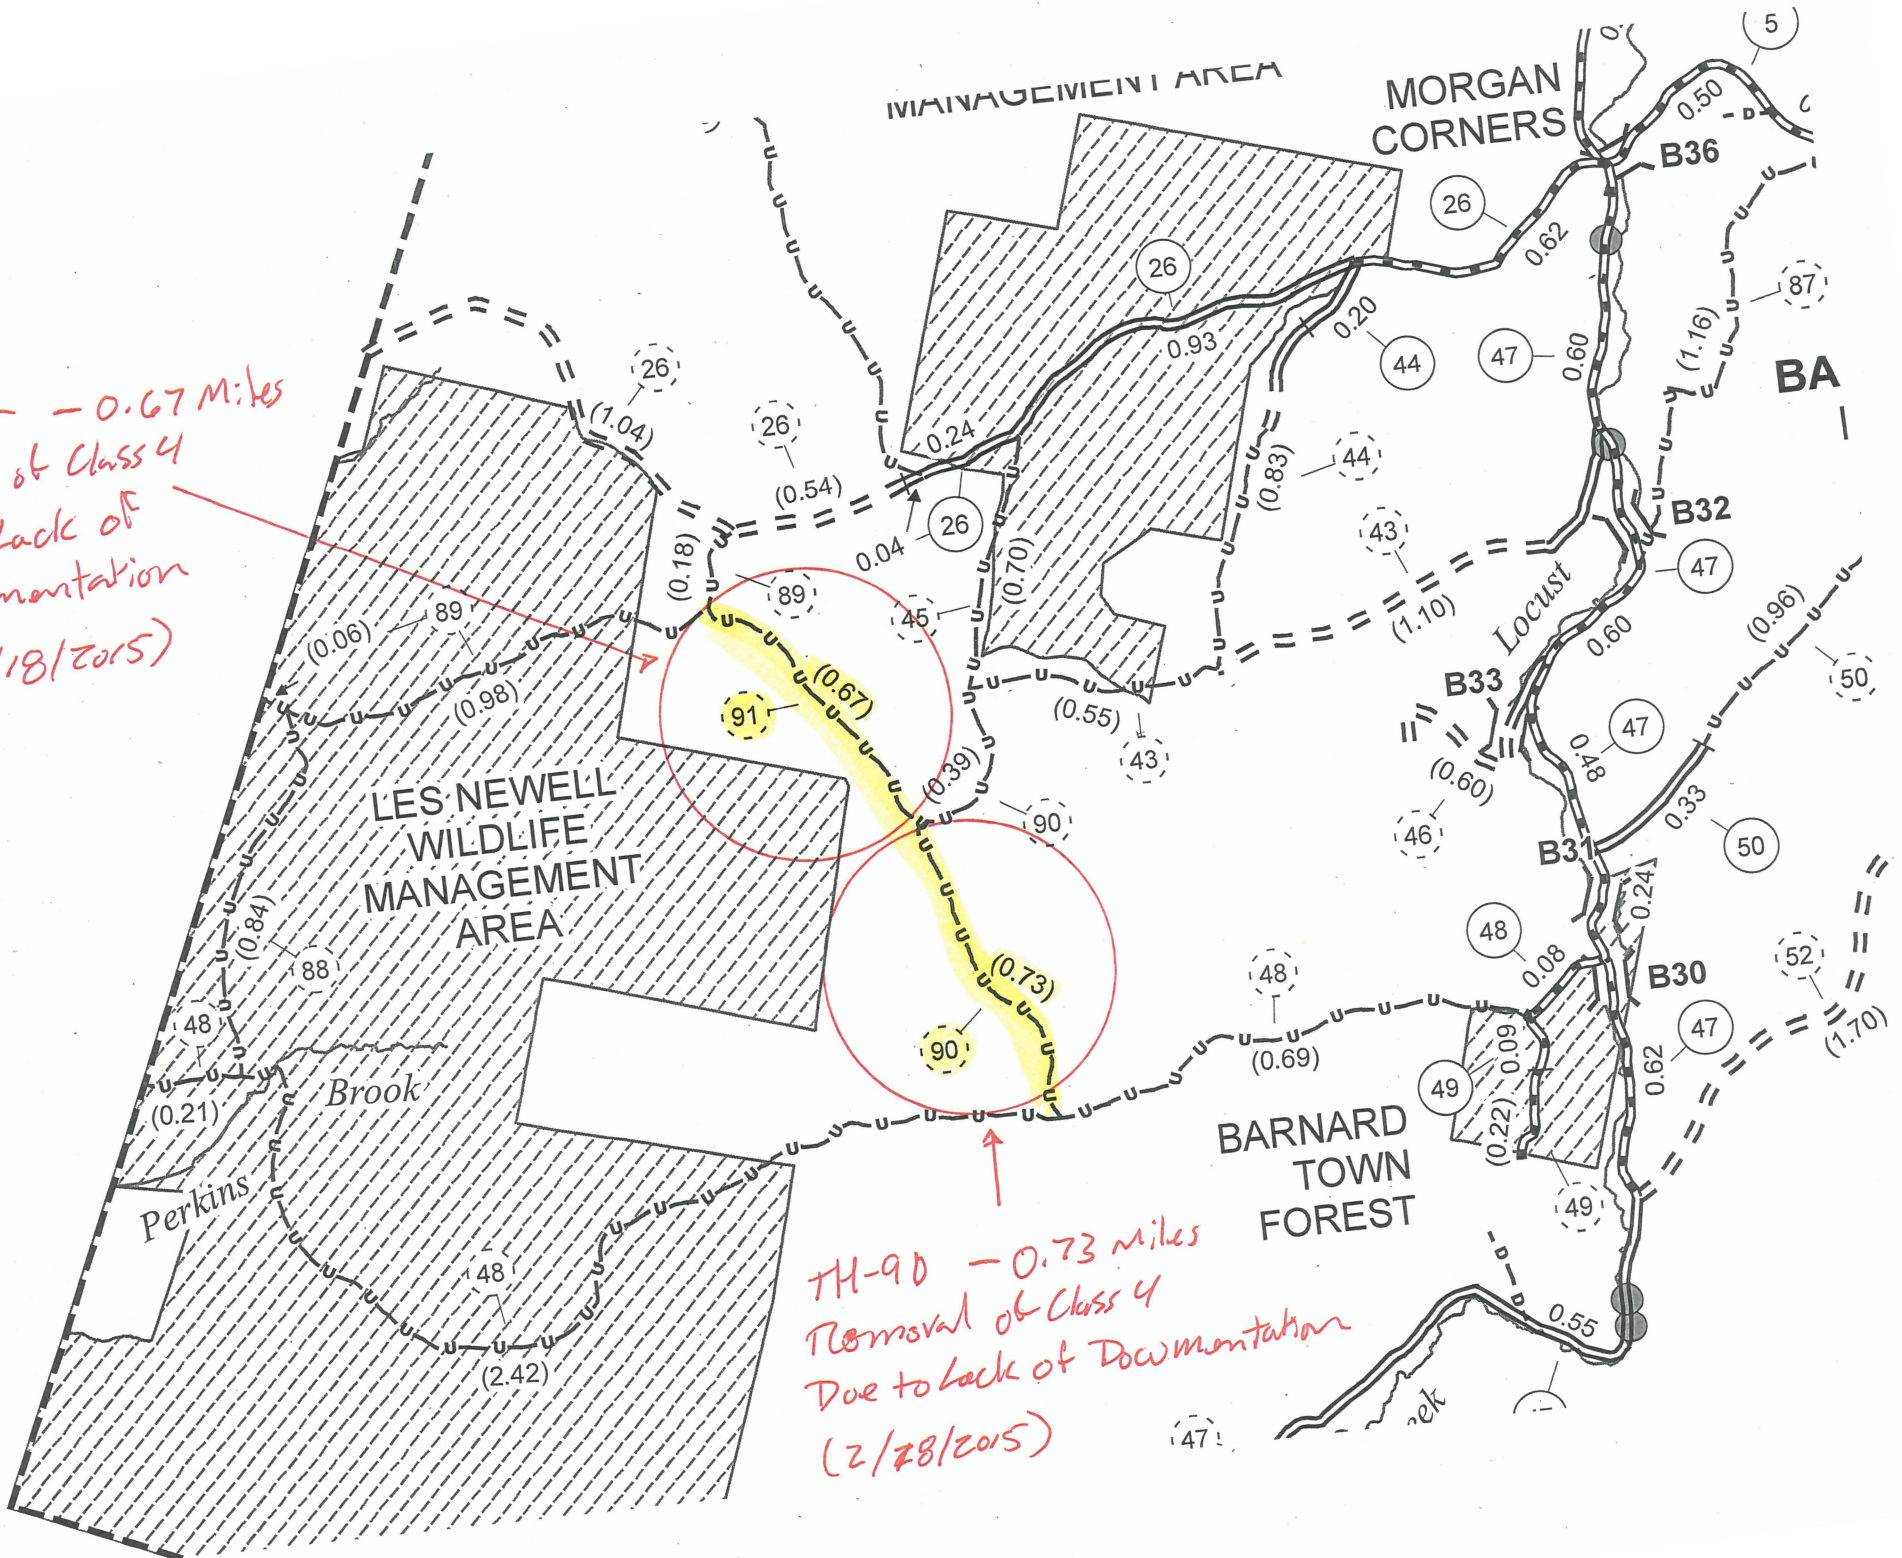 MANAGEMENT AREA
MORGAN
CORNERS
5
0.50
D
B36
26
0.62
26
0.93
0.20
44
47
0.60
87
(1.16)
BA
- 0.67 Miles
of Class 4
Lack of
mentation
/18/2015)
26
(1.04)
26
(0.54)
0.24
26
0.04
(0.70)
44
(0.83)
43
(1.10)
B32
47
Locust
0.60
(0.96)
50
(0.18)
89
45
(0.06)
89
(0.98)
91
(0.67)
(0.55)
43
B33
47
0.48
(0.60)
46
(0.39)
90
0.33
50
B31
LES NEWELL
WILDLIFE
MANAGEMENT
AREA
(0.84)
88
48
(0.21)
Brook
Perkins
(0.73)
90
48
(0.69)
48
0.08
0.24
B30
47
0.62
52
(1.70)
49
0.09
(0.22)
49
BARNARD
TOWN
FOREST
48
(2.42)
TH-90 - 0.73 Miles
Removal of Class 4
Due to Lack of Documentation
(2/18/2015)
D
D
0.55
47
eek